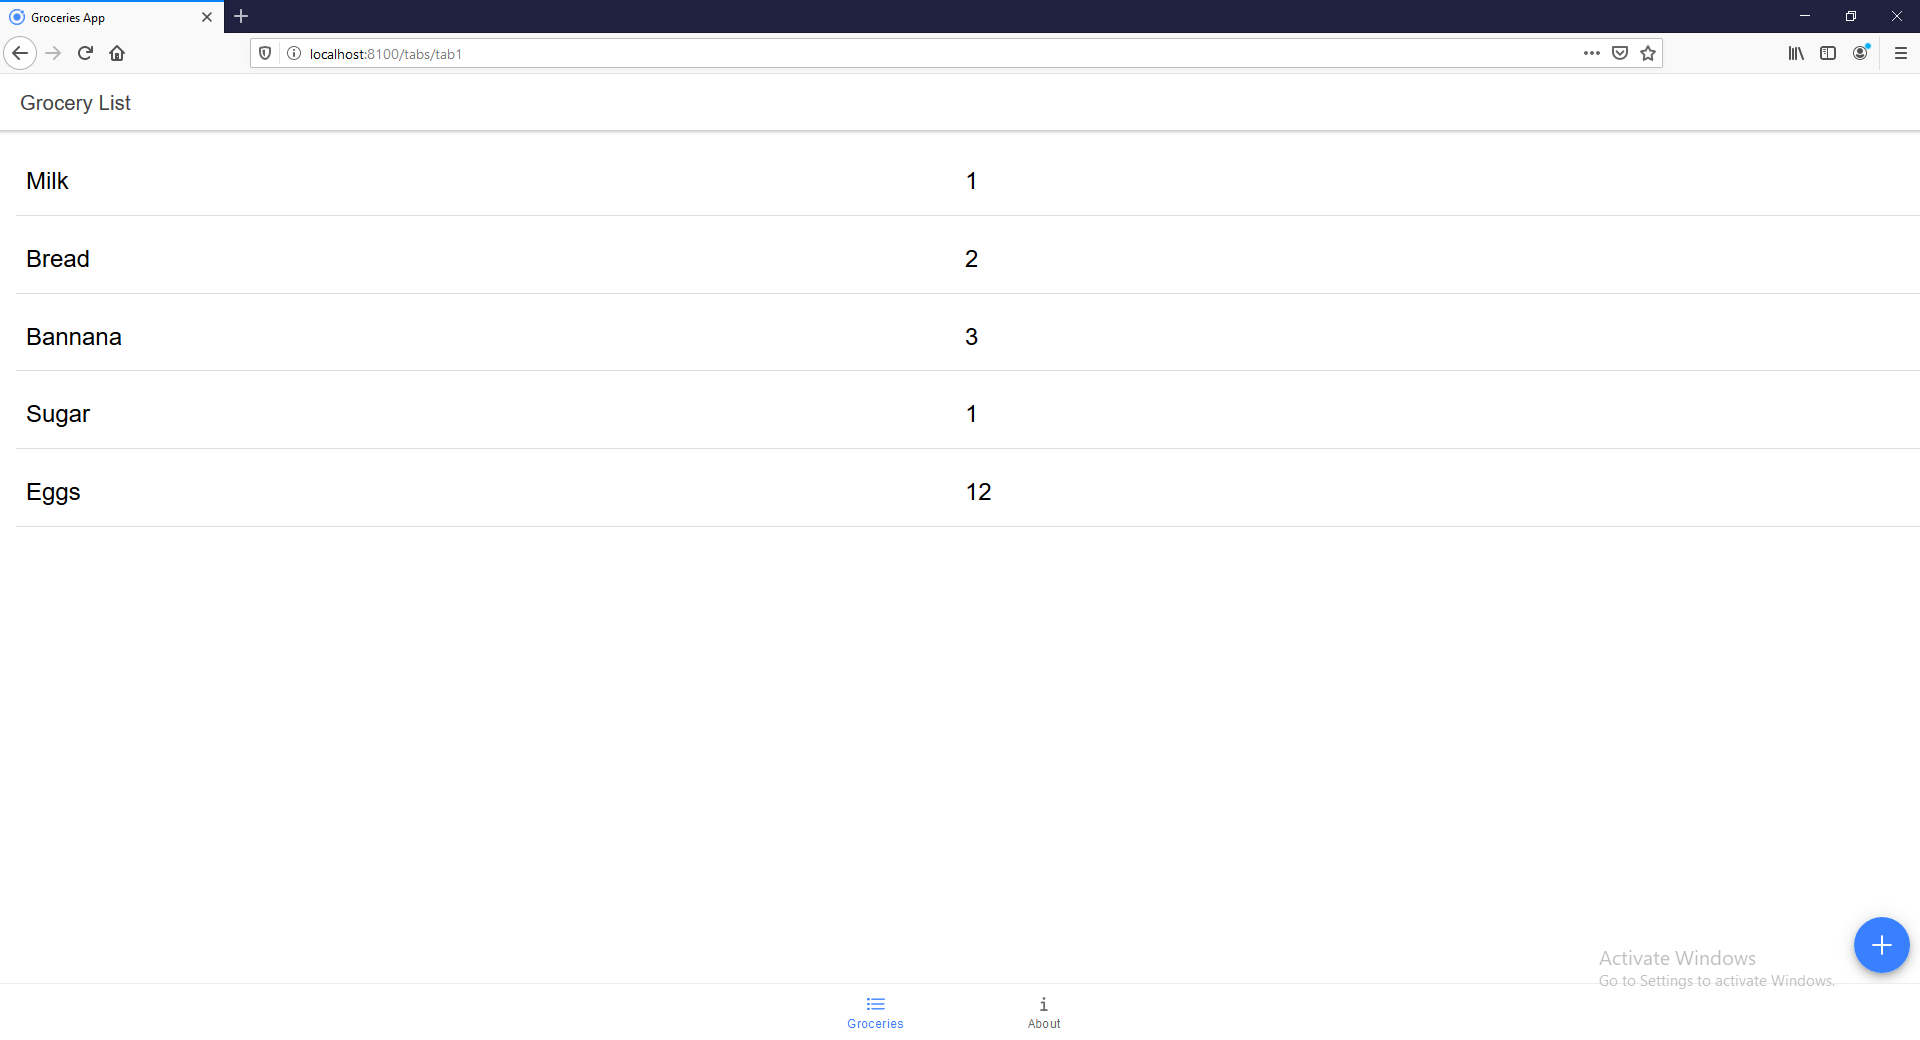 Groceries App
localhost:8100/tabs/tab1
Grocery List
Milk 1
Bread 2
Bannana 3
Sugar 1
Eggs 12
Activate Windows
Go to Settings to activate Windows.
Groceries About